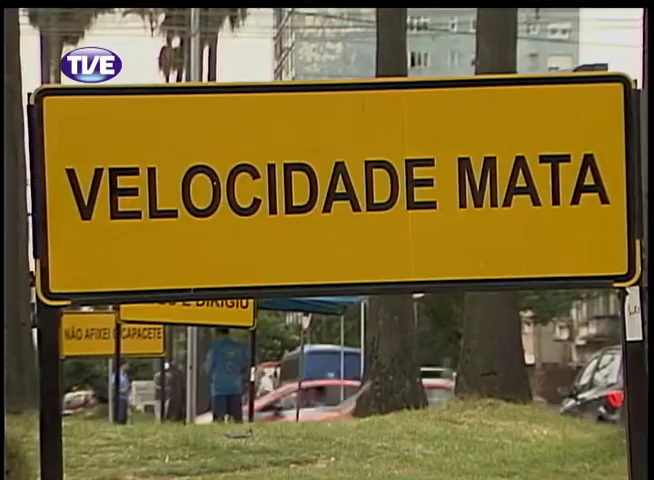 TVE
VELOCIDADE MATA
E DIRIGIU
NÃO AFIXEI O CAPACETE